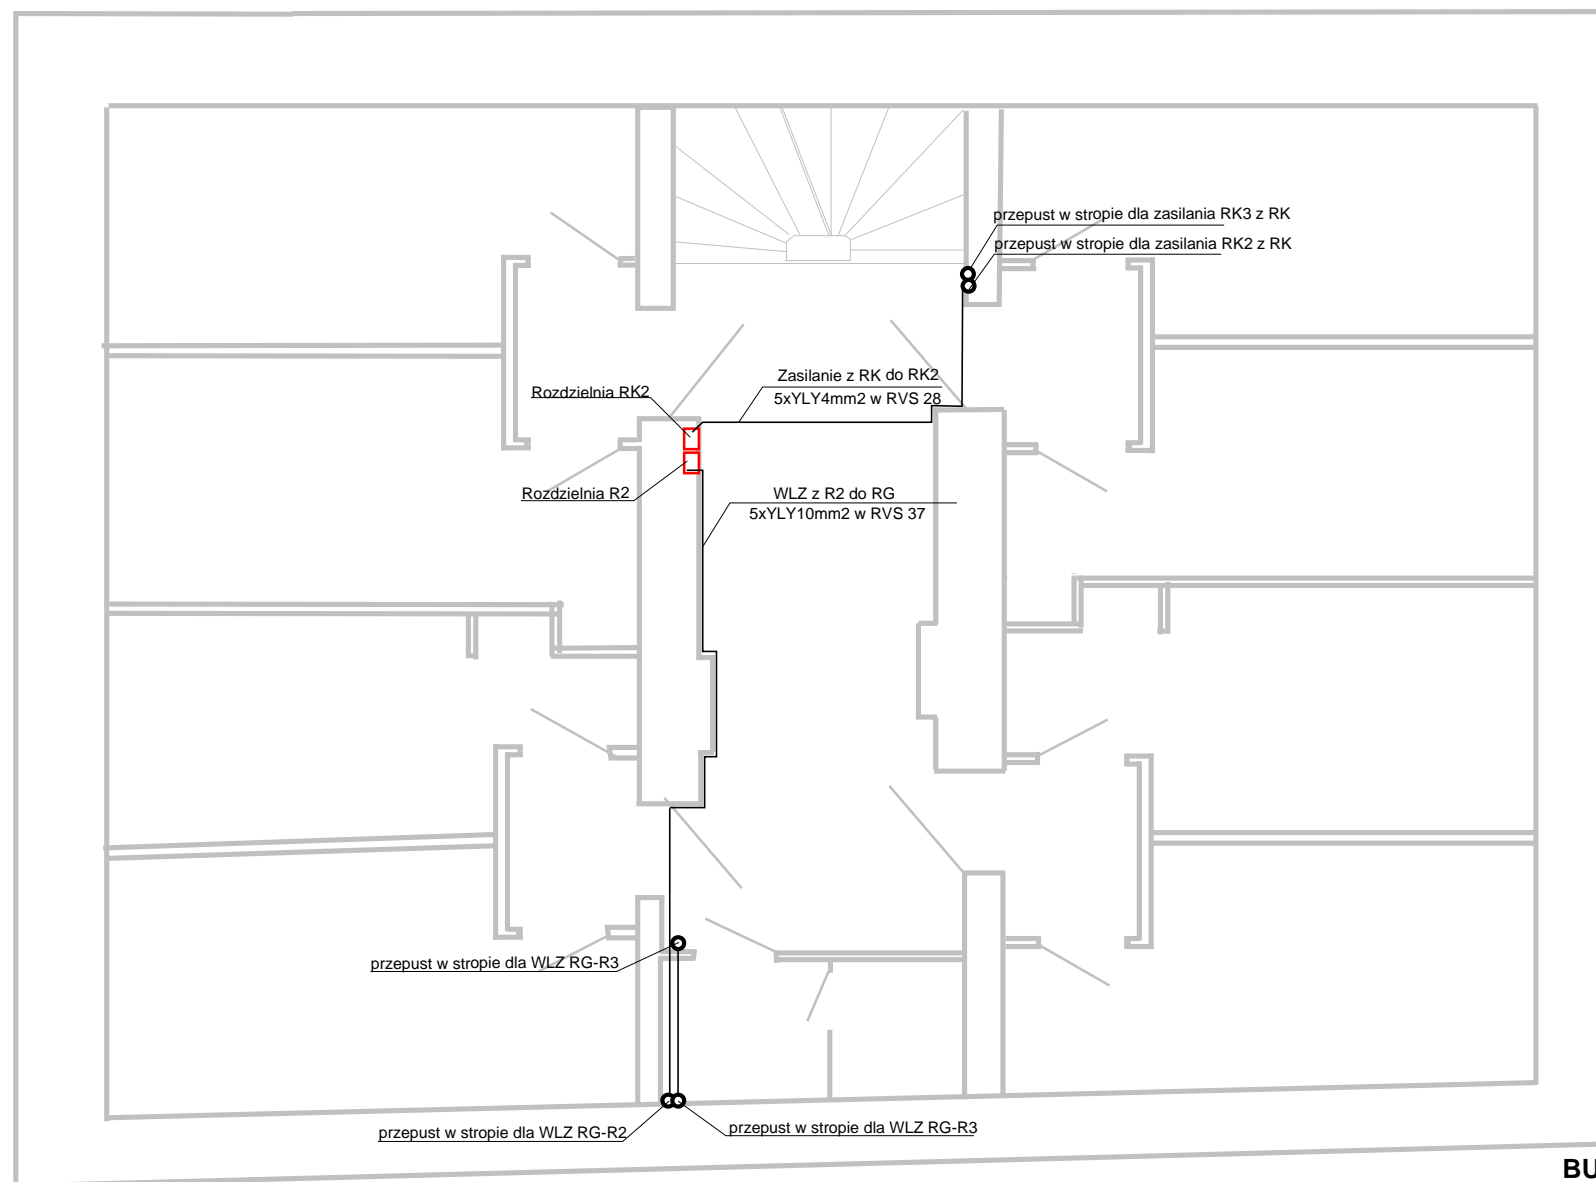 przepust w stropie dla zasilania RK3 z RK
przepust w stropie dla zasilania RK2 z RK
Zasilanie z RK do RK2
5xYLY4mm2 w RVS 28
Rozdzielnia RK2
Rozdzielnia R2
WLZ z R2 do RG
5xYLY10mm2 w RVS 37
przepust w stropie dla WLZ RG-R3
przepust w stropie dla WLZ RG-R2
przepust w stropie dla WLZ RG-R3
BU